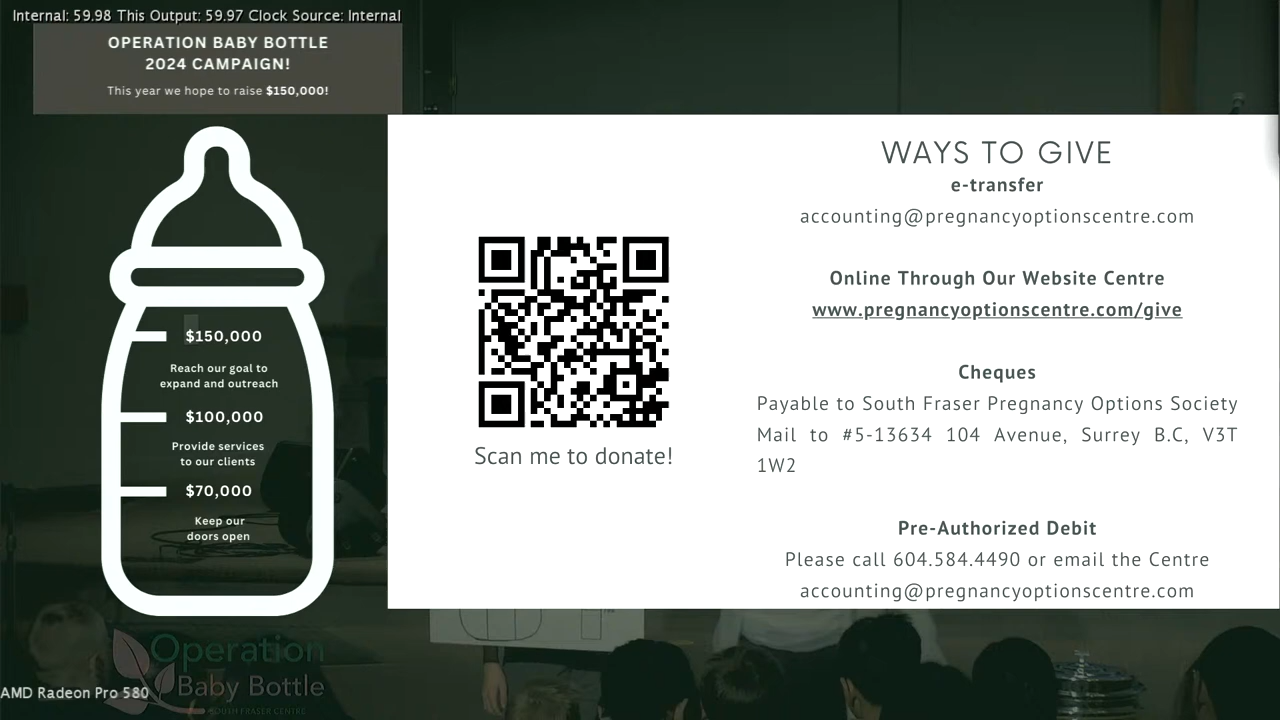 Internal: 59.98 This Output: 59.97 Clock Source: Internal
OPERATION BABY BOTTLE
2024 CAMPAIGN!
This year we hope to raise $150,000!
$150,000
Reach our goal to
expand and outreach
$100,000
Provide services
to our clients
$70,000
Keep our
doors open
Scan me to donate!
WAYS TO GIVE
e-transfer
accounting@pregnancyoptionscentre.com
Online Through Our Website Centre
www.pregnancyoptionscentre.com/give
Cheques
Payable to South Fraser Pregnancy Options Society
Mail to #5-13634 104 Avenue, Surrey B.C, V3T
1W2
Pre-Authorized Debit
Please call 604.584.4490 or email the Centre
accounting@pregnancyoptionscentre.com
Operation
Baby Bottle
SOUTH FRASER CENTRE
AMD Radeon Pro 580